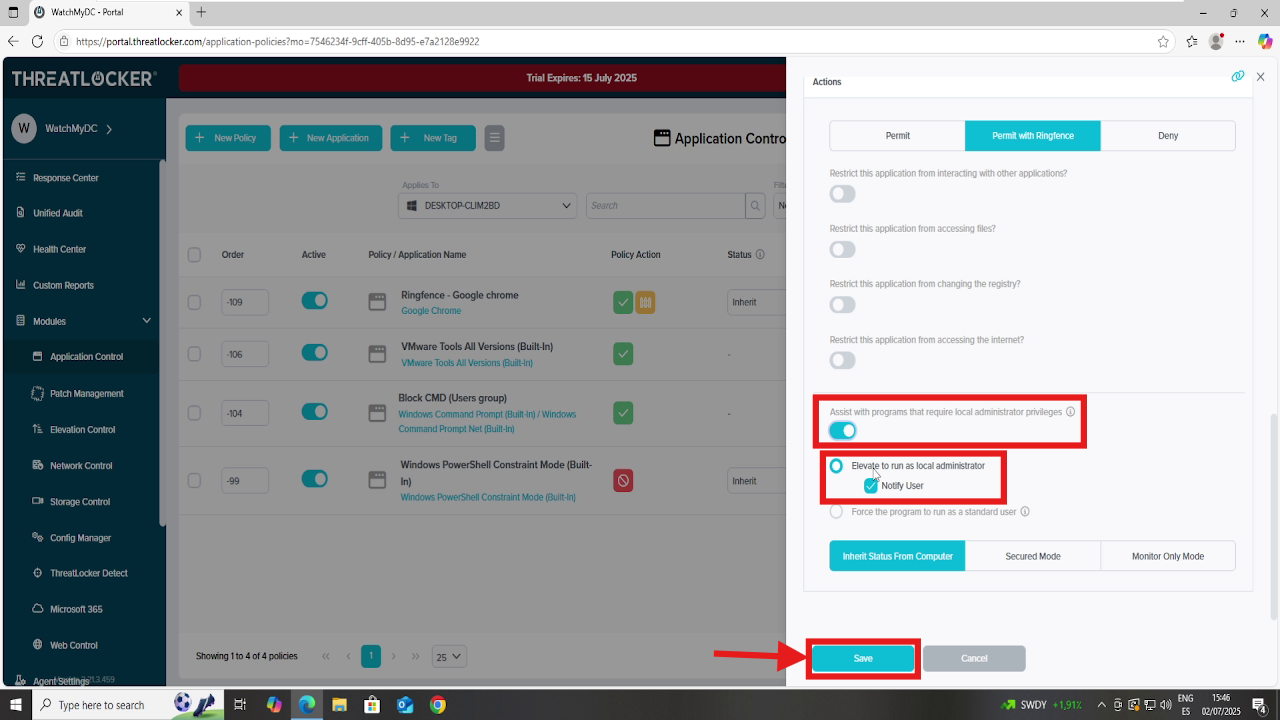 WatchMyDC - Portal.threatlocker
https://portal.threatlocker.com/application-policies?mo=7546234f-9cff-405b-8d95-e7a2128e9922
THREATLOCKER
Trial Expires: 15 July 2025
W
WatchMyDC
Response Center
Unified Audit
Health Center
Custom Reports
Modules
Application Control
Patch Management
Elevation Control
Network Control
Storage Control
Config Manager
ThreatLocker Detect
Microsoft 365
Web Control
Agent Settings
New Policy
New Application
New Tag
Application Contro
Applies To
DESKTOP-CLIM2BD
Search
Order
Active
Policy / Application Name
Policy Action
Status
-109
Ringfence - Google chrome
Google Chrome
Inherit
-106
VMware Tools All Versions (Built-In)
VMware Tools All Versions (Built-In)
-
-104
Block CMD (Users group)
Windows Command Prompt (Built-In) / Windows
Command Prompt Net (Built-In)
-
-99
Windows PowerShell Constraint Mode (Built-
In)
Windows PowerShell Constraint Mode (Built-In)
Inherit
Showing 1 to 4 of 4 policies
1
25
Actions
Permit
Permit with Ringfence
Deny
Restrict this application from interacting with other applications?
Restrict this application from accessing files?
Restrict this application from changing the registry?
Restrict this application from accessing the internet?
Assist with programs that require local administrator privileges
Elevate to run as local administrator
Notify User
Force the program to run as a standard user
Inherit Status From Computer
Secured Mode
Monitor Only Mode
Save
Cancel
Type here to search
SWDY +1,91%
ENG
ES
15:46
02/07/2025